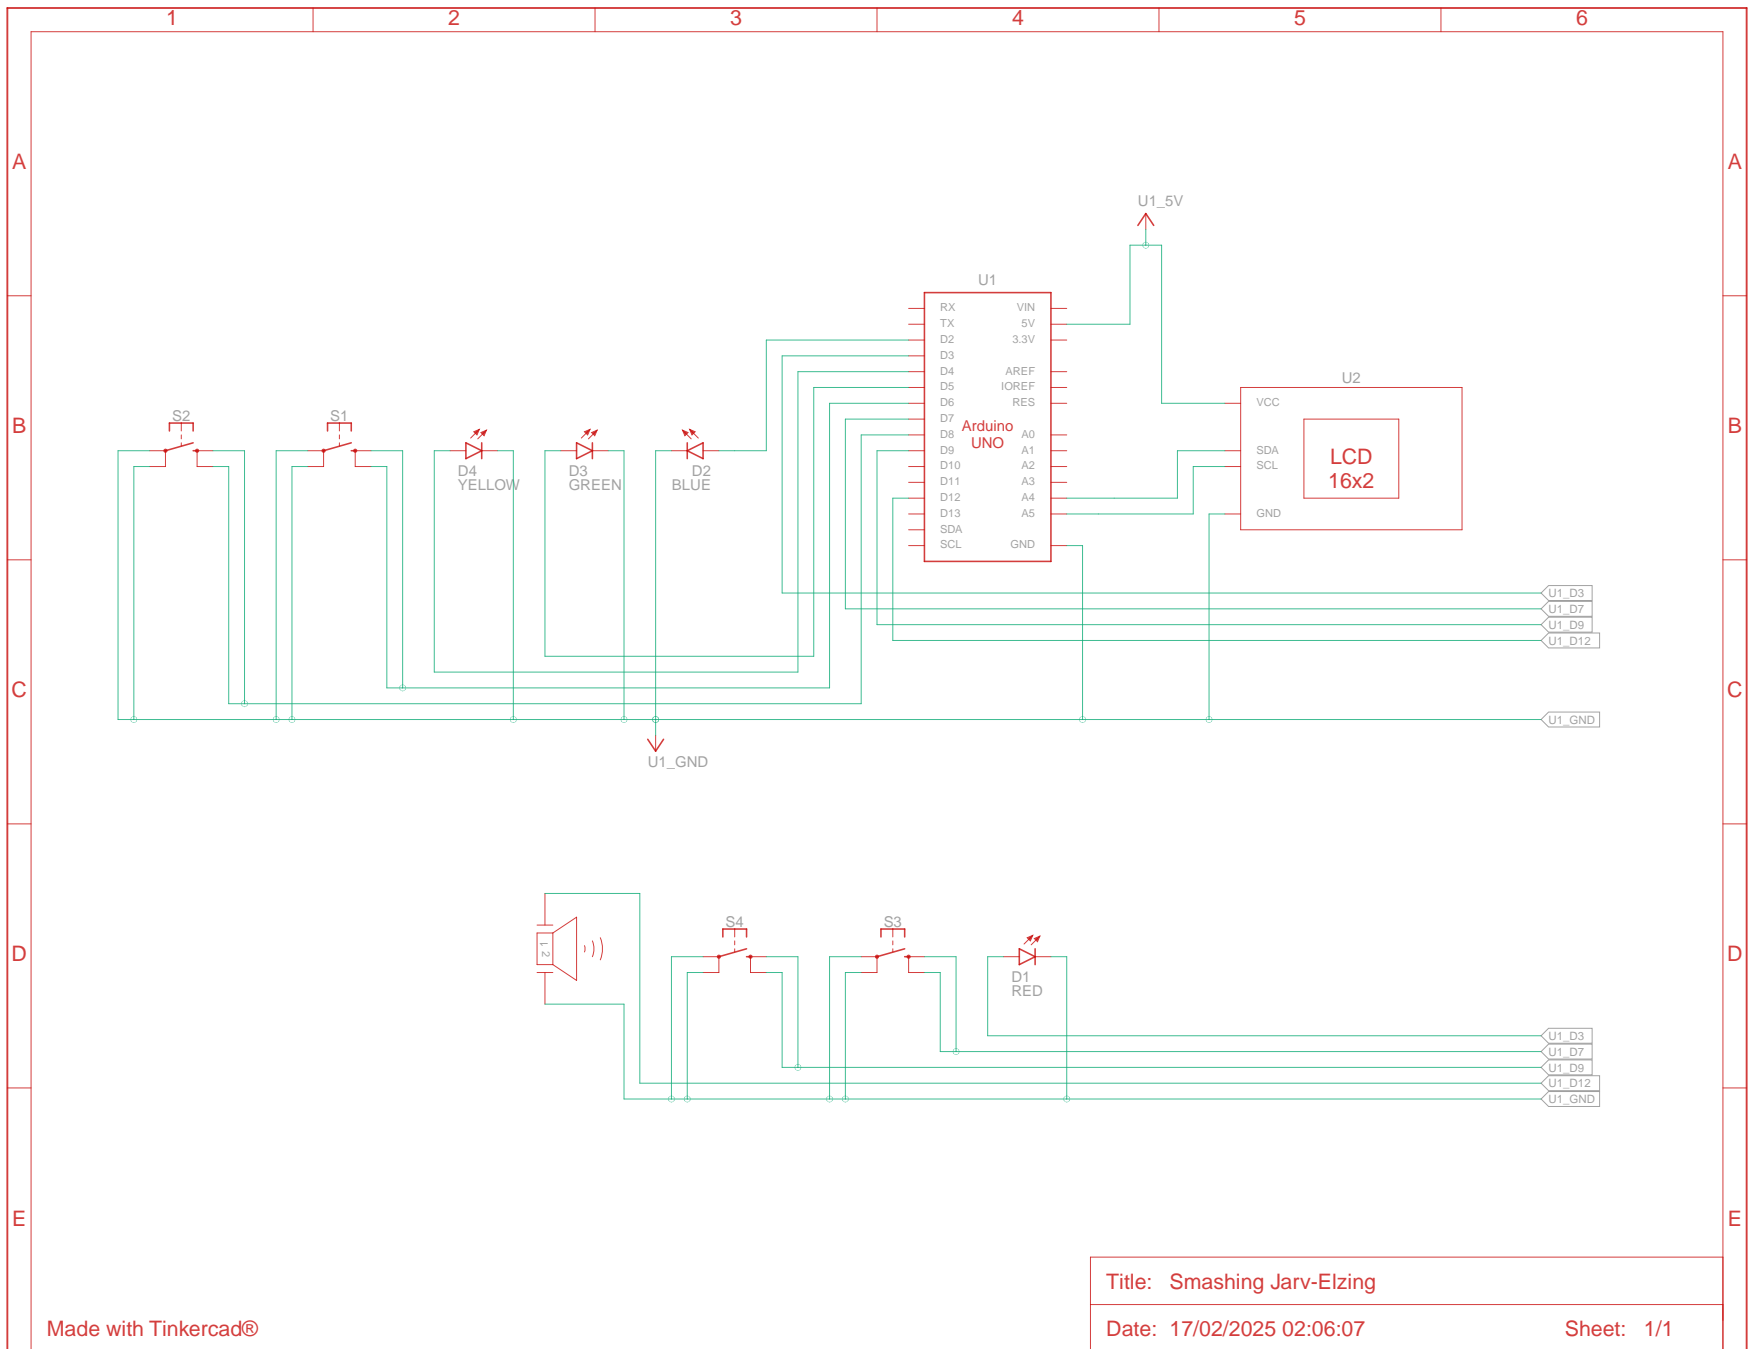 1 2 3 4 5 6
A A
U1_5V
U1
RX VIN
TX 5V
D2 3.3V
D3
D4 AREF
D5 IOREF
D6 RES
D7
D8 A0
D9 A1
D10 A2
D11 A3
D12 A4
D13 A5
SDA
SCL GND
Arduino
UNO
U2
VCC
SDA
SCL
GND
LCD
16x2
B B
S2 S1
D4
YELLOW
D3
GREEN
D2
BLUE
U1_D3
U1_D7
U1_D9
U1_D12
C C
U1_GND
U1_GND
D D
1 2
S4 S3
D1
RED
U1_D3
U1_D7
U1_D9
U1_D12
U1_GND
E E
Title: Smashing Jarv-Elzing
Made with Tinkercad®
Date: 17/02/2025 02:06:07 Sheet: 1/1